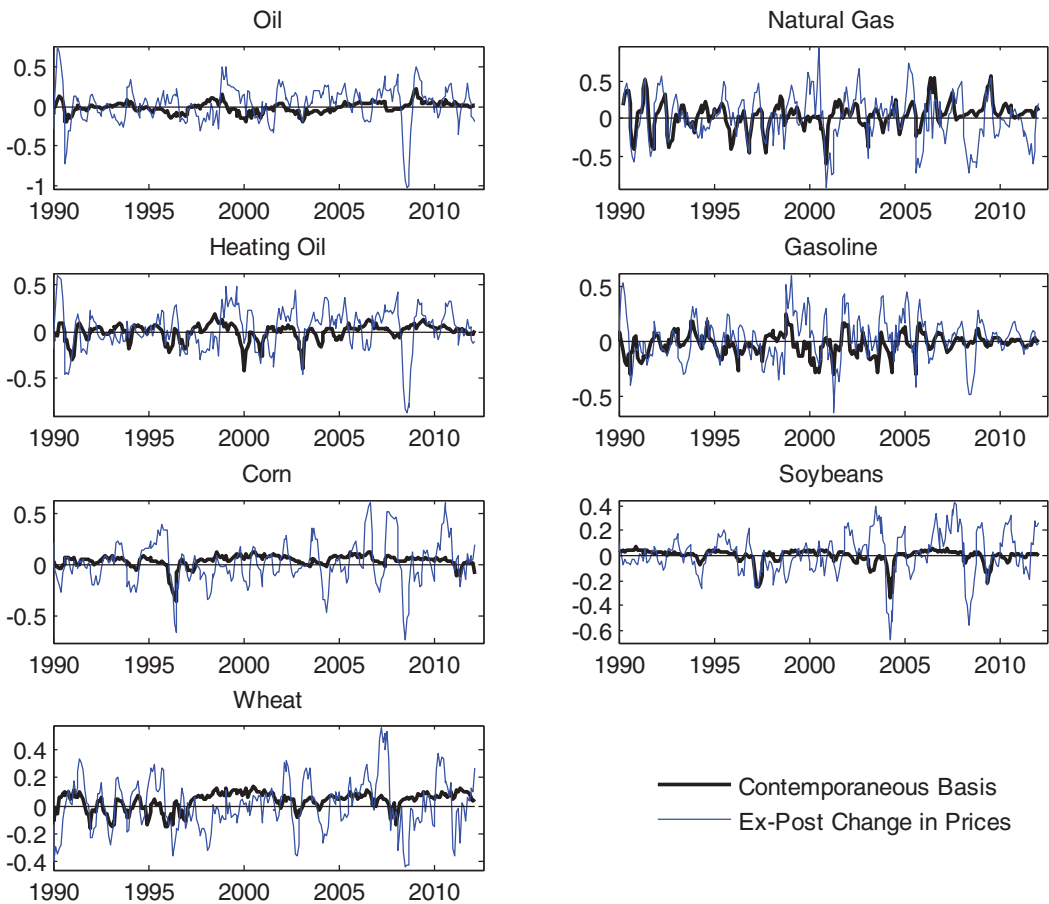 Oil
0.5
0
-0.5
-1
1990 1995 2000 2005 2010
Natural Gas
0.5
0
-0.5
1990 1995 2000 2005 2010
Heating Oil
0.5
0
-0.5
1990 1995 2000 2005 2010
Gasoline
0.5
0
-0.5
1990 1995 2000 2005 2010
Corn
0.5
0
-0.5
1990 1995 2000 2005 2010
Soybeans
0.4
0.2
0
-0.2
-0.4
-0.6
1990 1995 2000 2005 2010
Wheat
0.4
0.2
0
-0.2
-0.4
1990 1995 2000 2005 2010
Contemporaneous Basis
Ex-Post Change in Prices